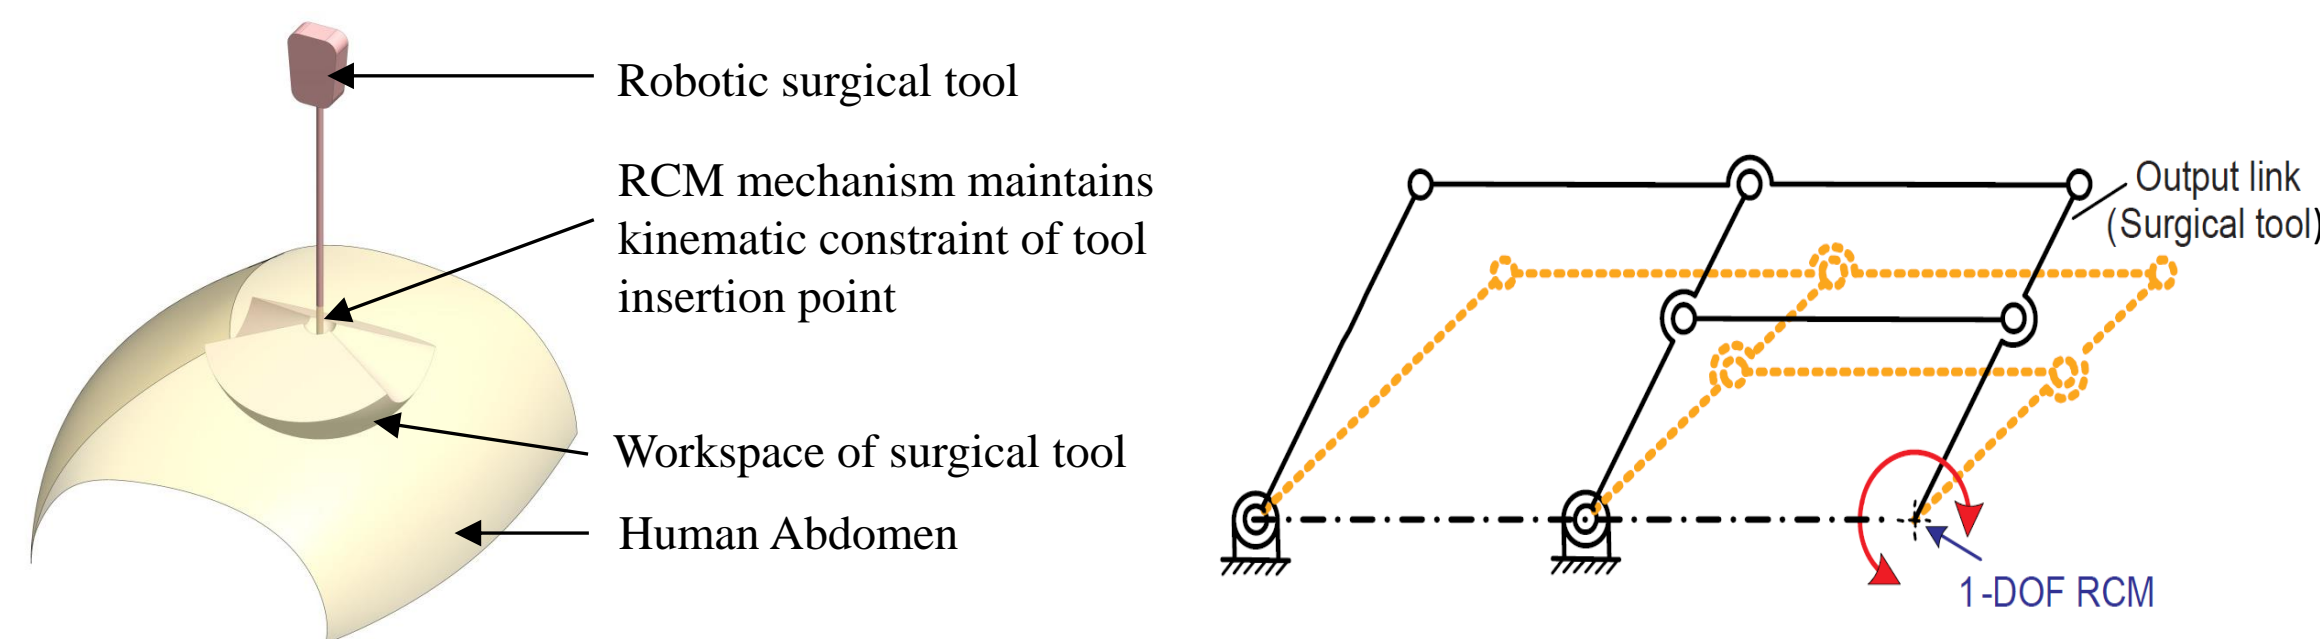 Robotic surgical tool
RCM mechanism maintains
kinematic constraint of tool
insertion point
Workspace of surgical tool
Human Abdomen
Output link
(Surgical tool)
1-DOF RCM